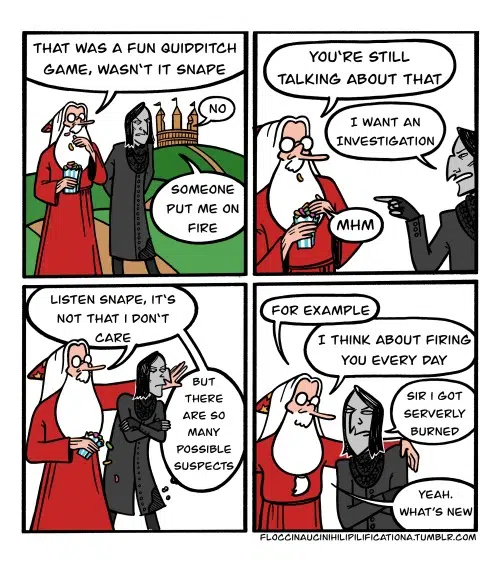 THAT WAS A FUN QUIDDITCH
GAME, WASN'T IT SNAPE
NO
SOMEONE
PUT ME ON
FIRE
YOU'RE STILL
TALKING ABOUT THAT
I WANT AN
INVESTIGATION
MHM
LISTEN SNAPE, IT'S
NOT THAT I DON'T
CARE
BUT
THERE
ARE SO
MANY
POSSIBLE
SUSPECTS
FOR EXAMPLE
I THINK ABOUT FIRING
YOU EVERY DAY
SIR I GOT
SERVERLY
BURNED
YEAH.
WHAT'S NEW
FLOCCINAUCINIHILIPILIFICATIONA.TUMBLR.COM